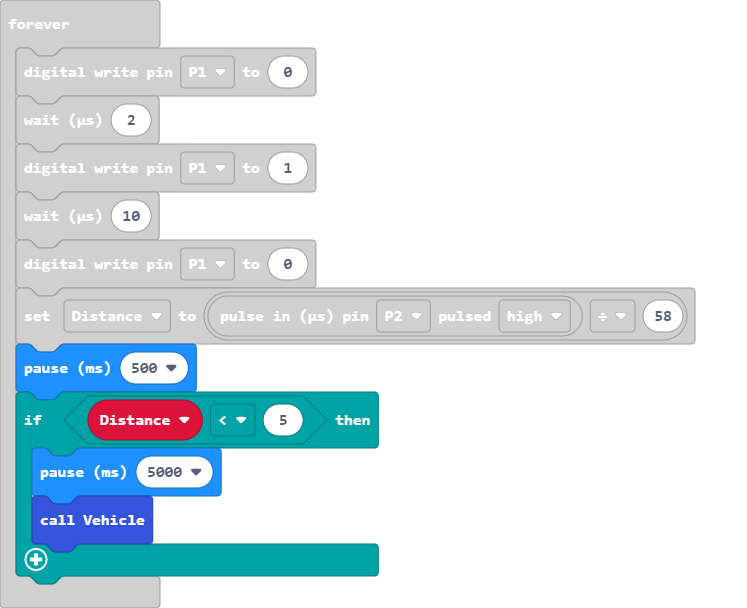 forever
digital write pin P1 to 0
wait (µs) 2
digital write pin P1 to 1
wait (µs) 10
digital write pin P1 to 0
set Distance to pulse in (µs) pin P2 pulsed high ÷ 58
pause (ms) 500
if Distance < 5 then
pause (ms) 5000
call Vehicle